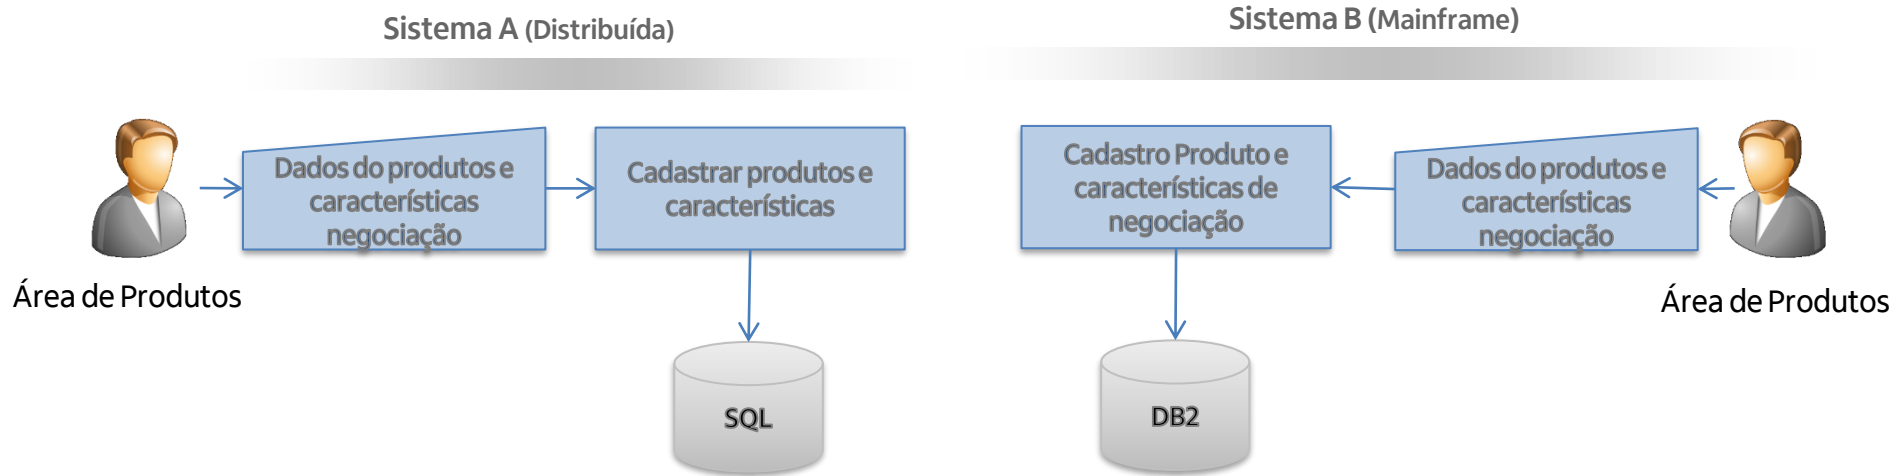 Sistema A (Distribuída)
Sistema B (Mainframe)
Dados do produtos e
características
negociação
Cadastrar produtos e
características
Cadastro Produto e
características de
negociação
Dados do produtos e
características
negociação
Área de Produtos
Área de Produtos
SQL
DB2